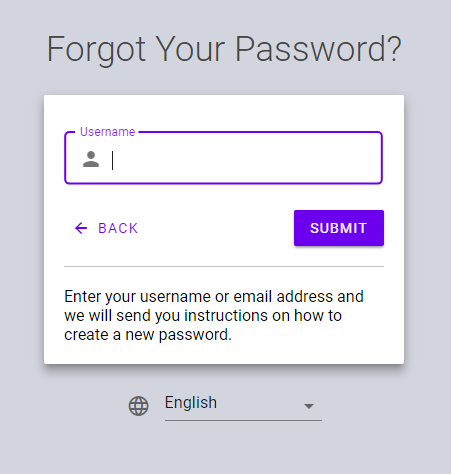 Forgot Your Password?
Username
BACK
SUBMIT
Enter your username or email address and
we will send you instructions on how to
create a new password.
English